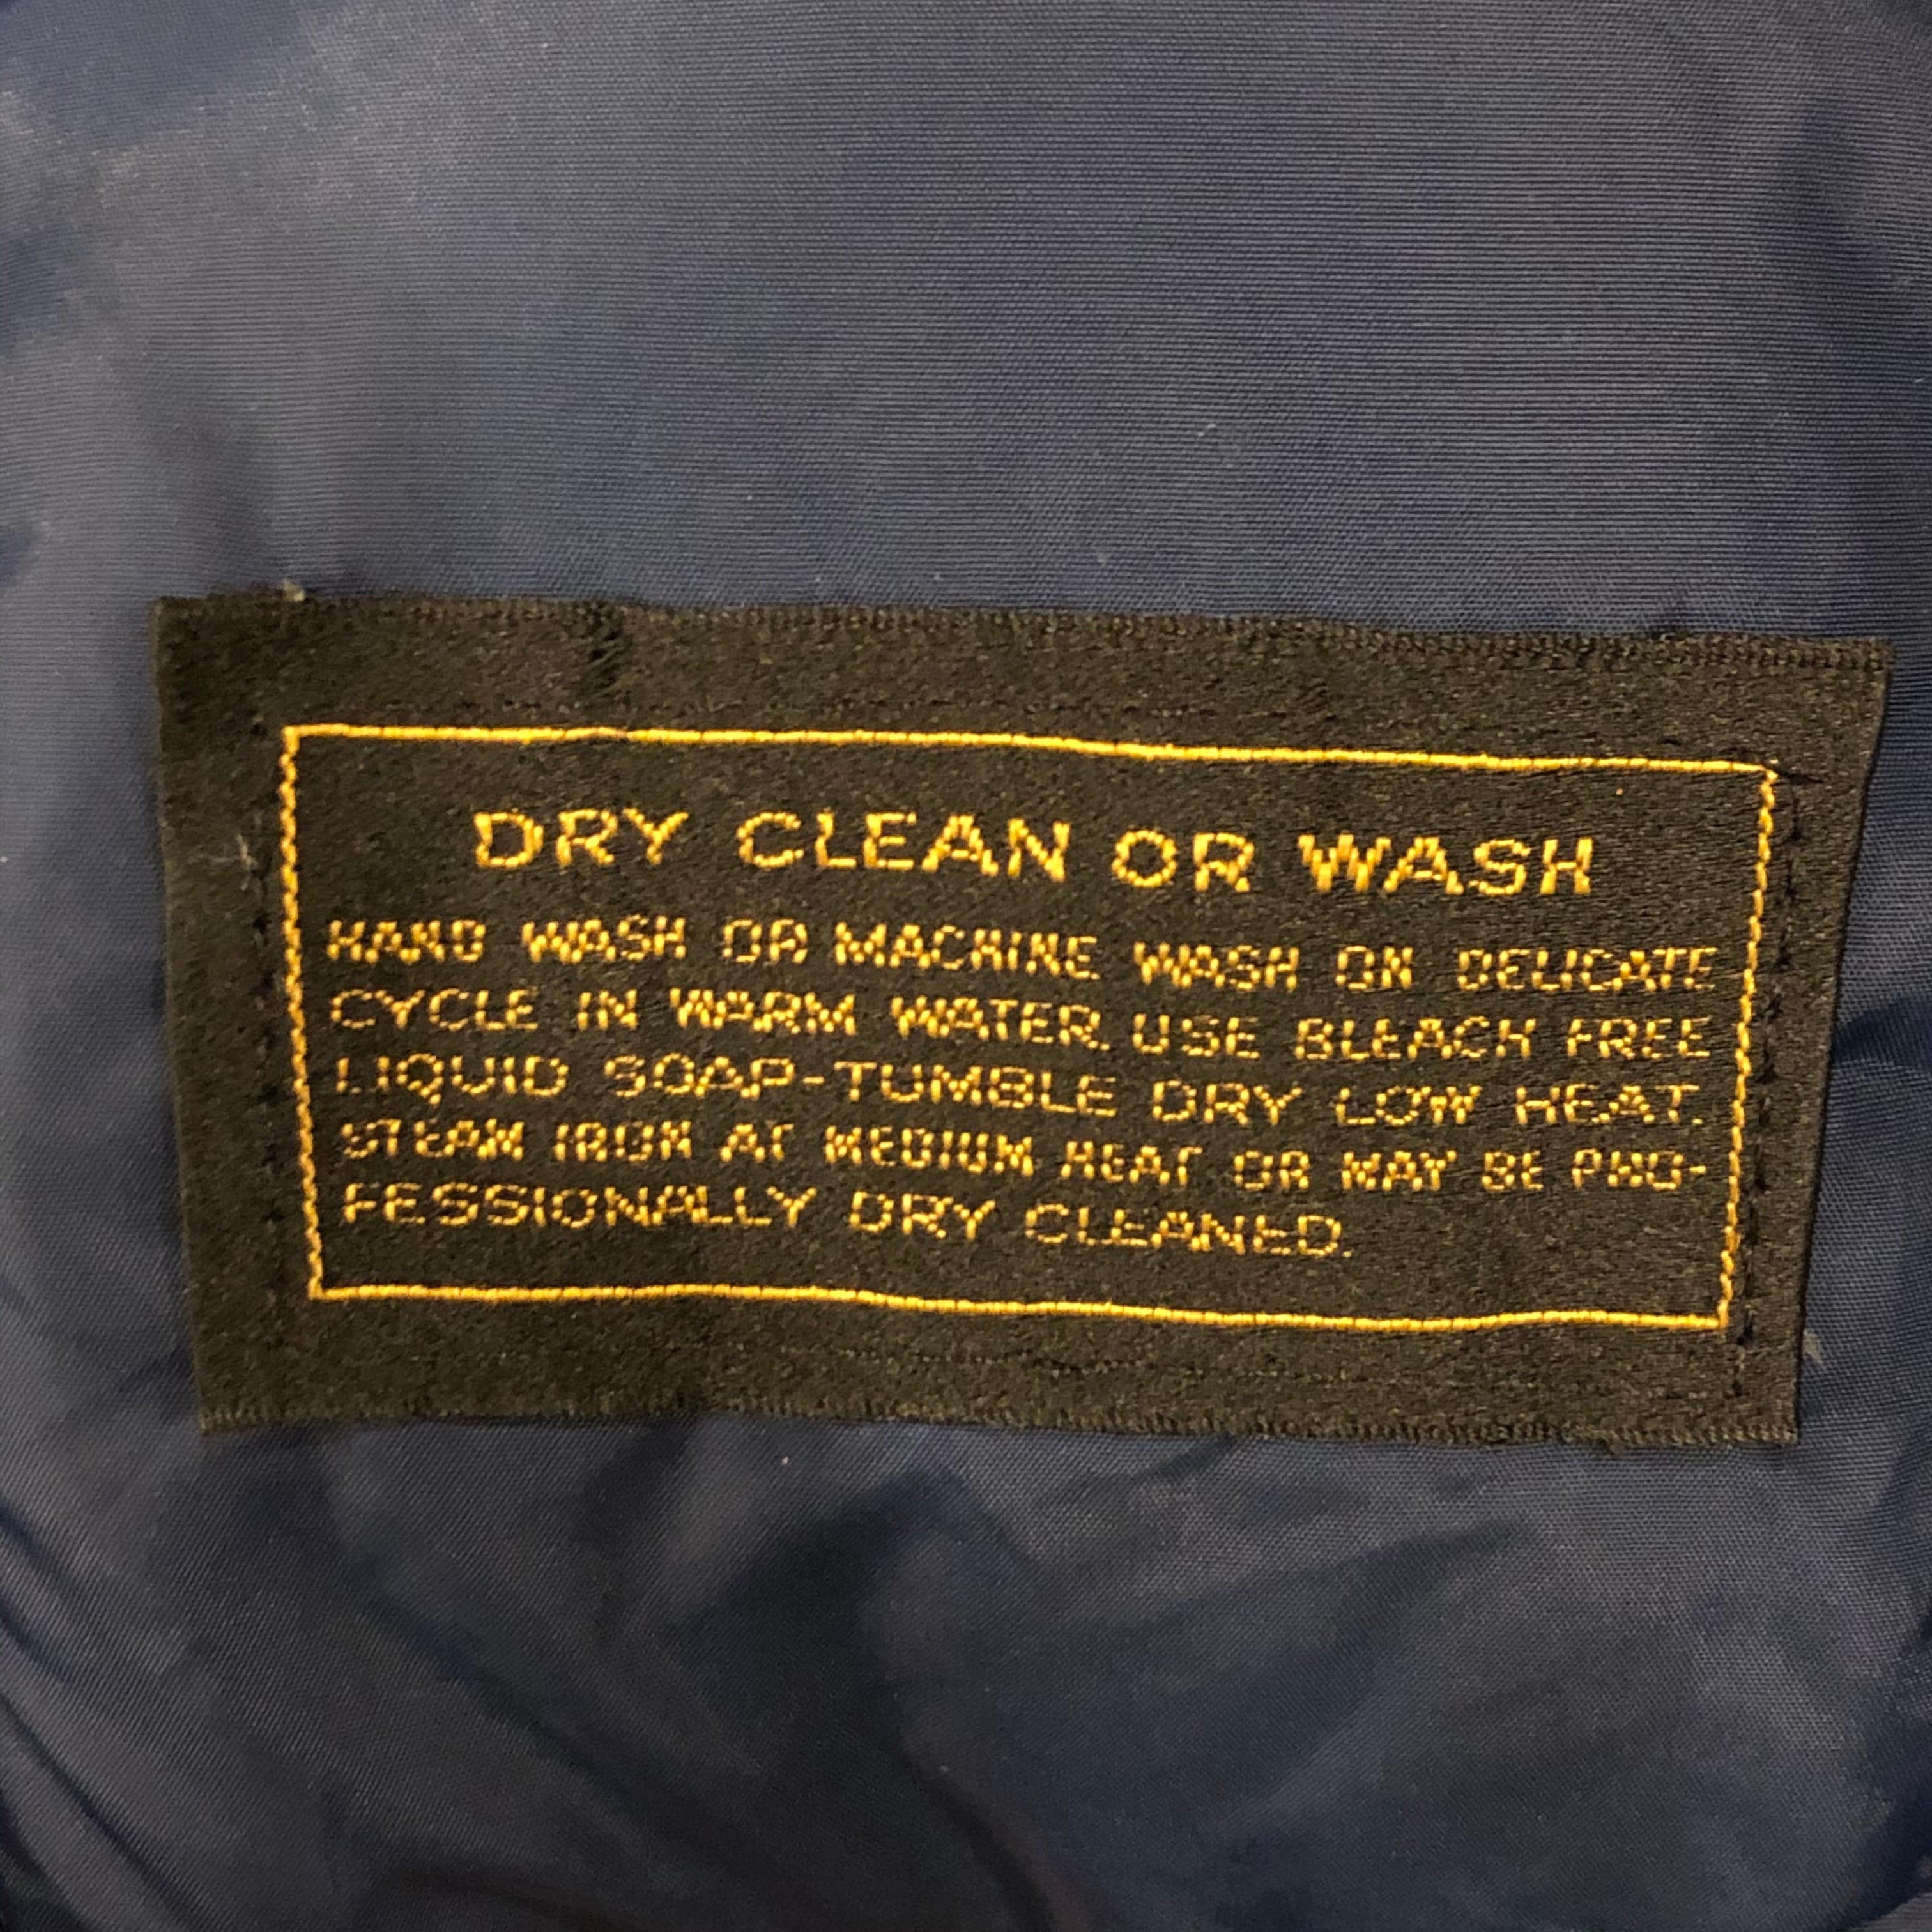 DRY CLEAN OR WASH
HAND WASH OR MACHINE WASH ON DELICATE
CYCLE IN WARM WATER. USE BLEACH FREE
LIQUID SOAP-TUMBLE DRY LOW HEAT.
STEAM IRON AT MEDIUM HEAT OR MAY BE PRO-
FESSIONALLY DRY CLEANED.